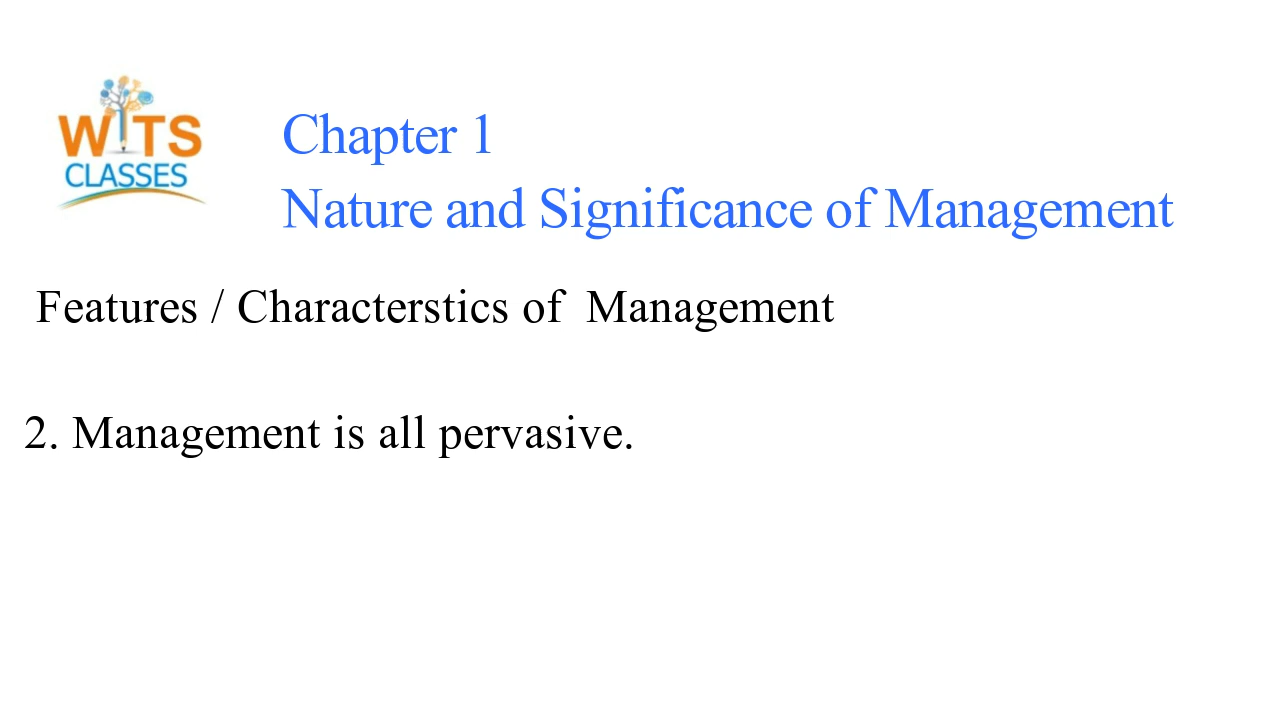 WITS
CLASSES
Chapter 1
Nature and Significance of Management
Features / Characterstics of  Management
2. Management is all pervasive.